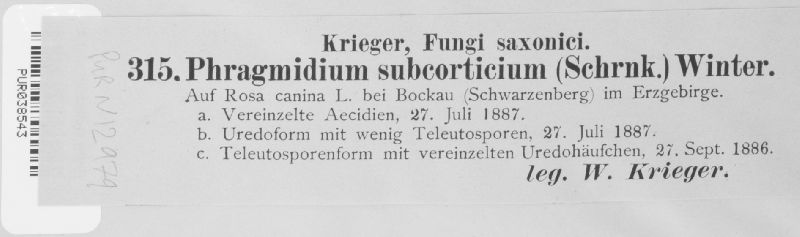 Krieger, Fungi saxonici.
315. Phragmidium subcorticium (Schrnk.) Winter.
Auf Rosa canina L. bei Bockau (Schwarzenberg) im Erzgebirge.
a. Vereinzelte Aecidien, 27. Juli 1887.
b. Uredoform mit wenig Teleutosporen, 27. Juli 1887.
c. Teleutosporenform mit vereinzelten Uredohäufchen, 27. Sept. 1886.
leg. W. Krieger.
PUR038543
PUR N12979